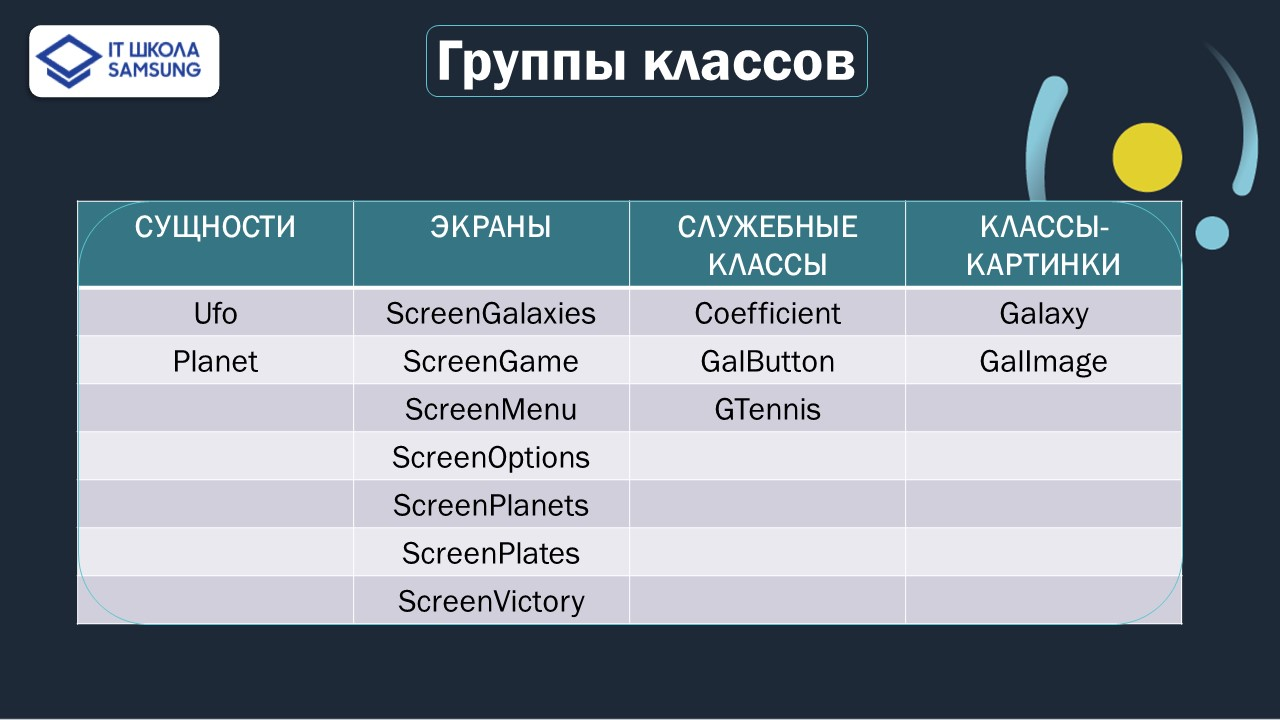 IT ШКОЛА
SAMSUNG
Группы классов
СУЩНОСТИ ЭКРАНЫ СЛУЖЕБНЫЕ КЛАССЫ КЛАССЫ-КАРТИНКИ
Ufo ScreenGalaxies Coefficient Galaxy
Planet ScreenGame GalButton GalImage
ScreenMenu GTennis
ScreenOptions
ScreenPlanets
ScreenPlates
ScreenVictory